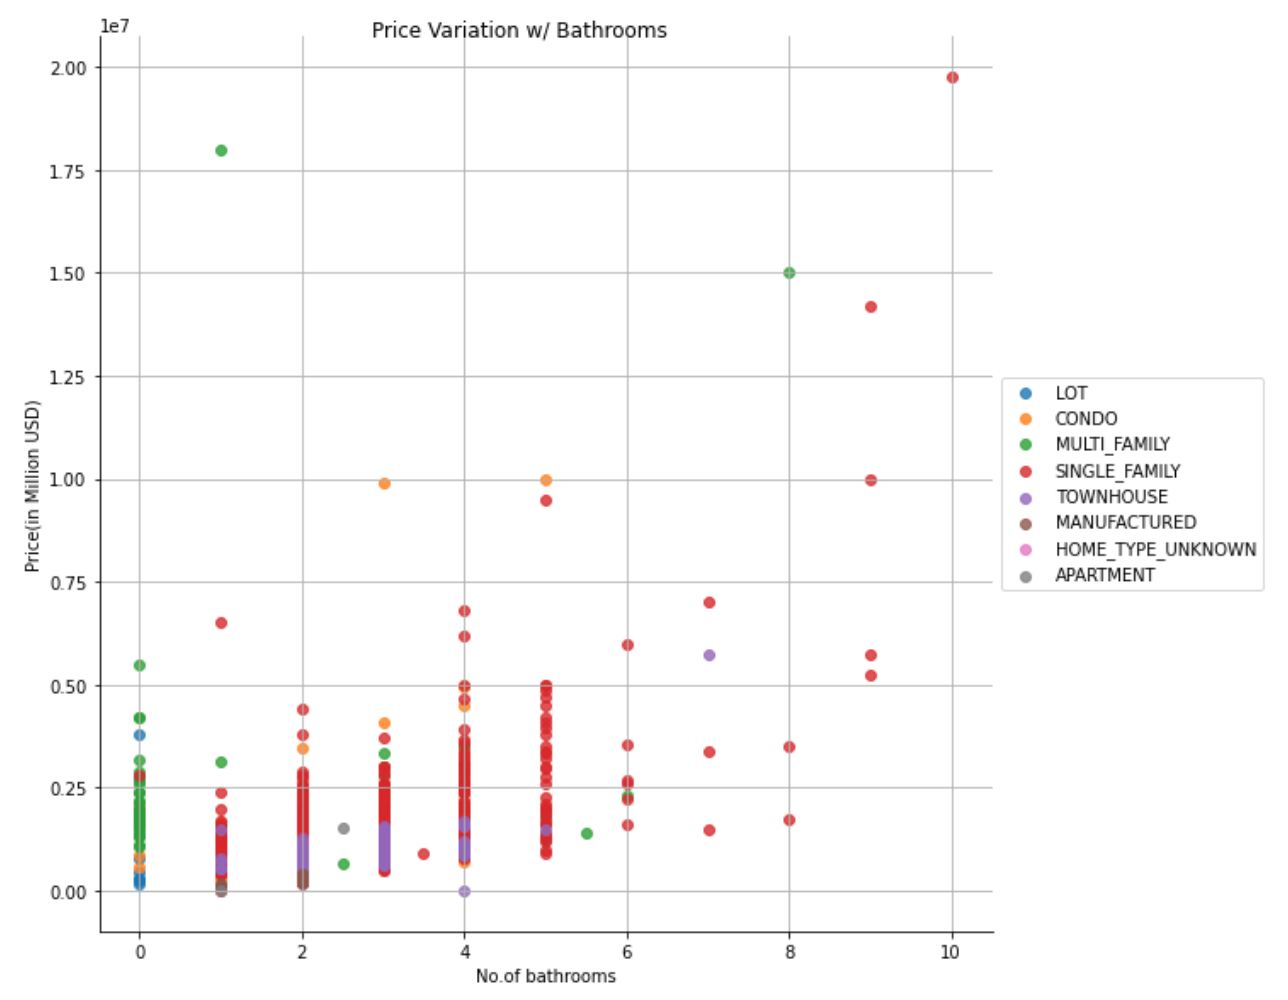 Price Variation w/ Bathrooms
1e7
2.00
1.75
1.50
1.25
1.00
0.75
0.50
0.25
0.00
Price(in Million USD)
0 2 4 6 8 10
No.of bathrooms
LOT
CONDO
MULTI_FAMILY
SINGLE_FAMILY
TOWNHOUSE
MANUFACTURED
HOME_TYPE_UNKNOWN
APARTMENT